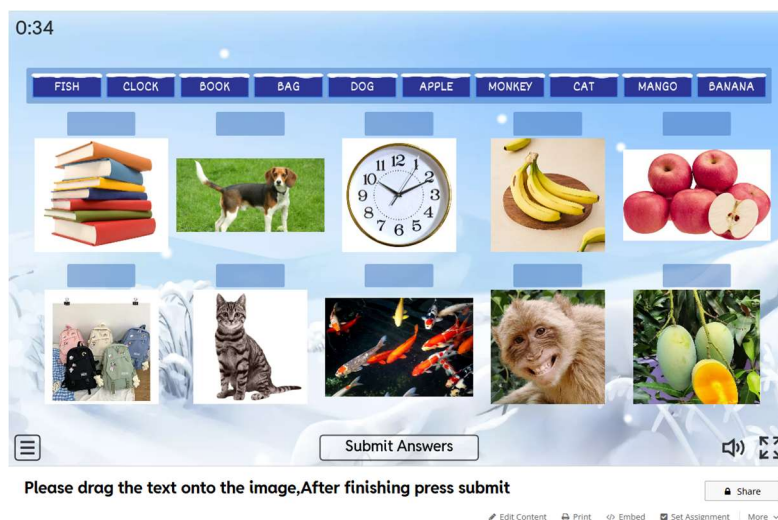 0:34
FISH CLOCK BOOK BAG DOG APPLE MONKEY CAT MANGO BANANA
11 12 1
10 2
9 3
8 4
7 6 5
Submit Answers
Please drag the text onto the image,After finishing press submit
Share
Edit Content Print Embed Set Assignment More